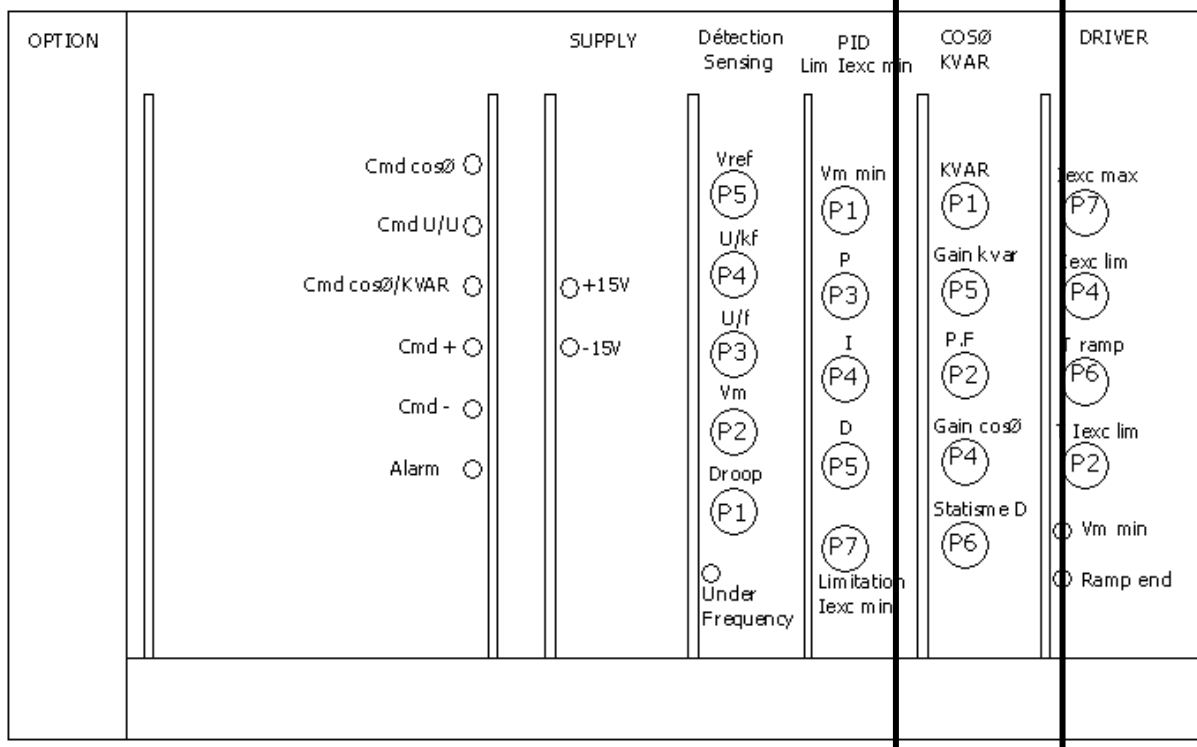 OPTION
SUPPLY
Détection
Sensing
PID
Lim Iexc min
COSØ
KVAR
DRIVER
Cmd cosØ
Cmd U/U
Cmd cosØ/KVAR
Cmd +
Cmd -
Alarm
+15V
-15V
Vref
P5
U/kf
P4
U/f
P3
Vm
P2
Droop
P1
Under
Frequency
Vm min
P1
P
P3
I
P4
D
P5
P7
Limitation
Iexc min
KVAR
P1
Gain kvar
P5
P.F
P2
Gain cosØ
P4
Statisme D
P6
Iexc max
P7
Iexc lim
P4
T ramp
P6
T Iexc lim
P2
Vm min
Ramp end